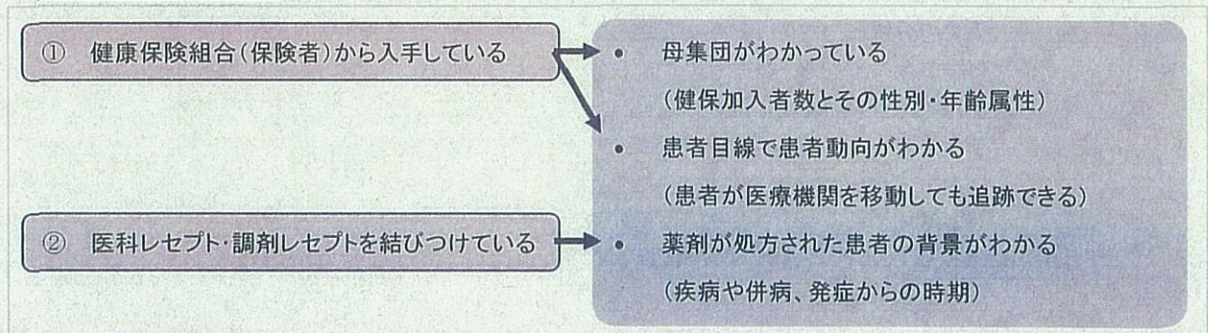 ① 健康保険組合(保険者)から入手している
• 母集団がわかっている
(健保加入者数とその性別・年齢属性)
• 患者目線で患者動向がわかる
(患者が医療機関を移動しても追跡できる)
② 医科レセプト・調剤レセプトを結びつけている
• 薬剤が処方された患者の背景がわかる
(疾病や併病、発症からの時期)